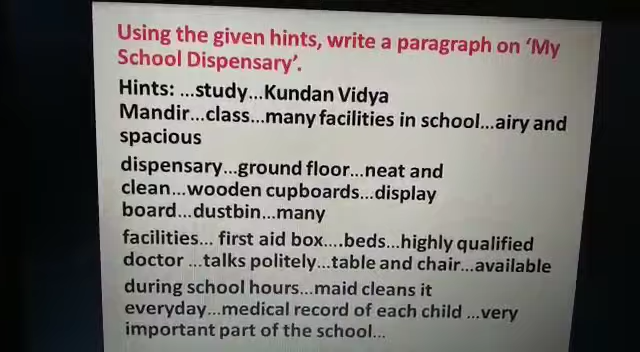 Using the given hints, write a paragraph on ‘My
School Dispensary’.
Hints: ...study...Kundan Vidya
Mandir...class...many facilities in school...airy and
spacious
dispensary...ground floor...neat and
clean...wooden cupboards...display
board...dustbin...many
facilities... first aid box....beds...highly qualified
doctor ...talks politely...table and chair...available
during school hours...maid cleans it
everyday...medical record of each child ...very
important part of the school...